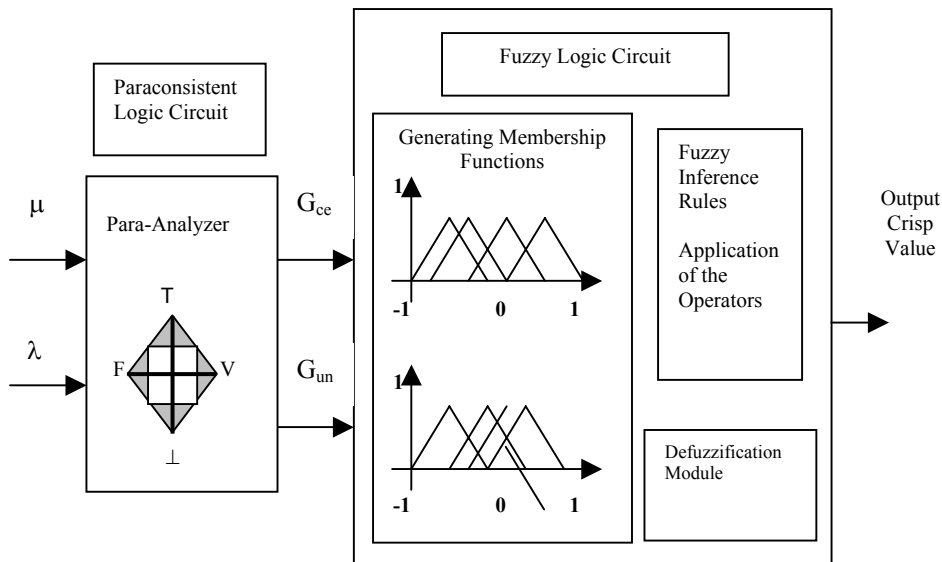 Paraconsistent
Logic Circuit
μ
λ
Para-Analyzer
T
F
V
⊥
G_ce
G_un
Fuzzy Logic Circuit
Generating Membership
Functions
1
-1
0
1
1
-1
0
1
Fuzzy
Inference
Rules
Application
of the
Operators
Defuzzification
Module
Output
Crisp
Value